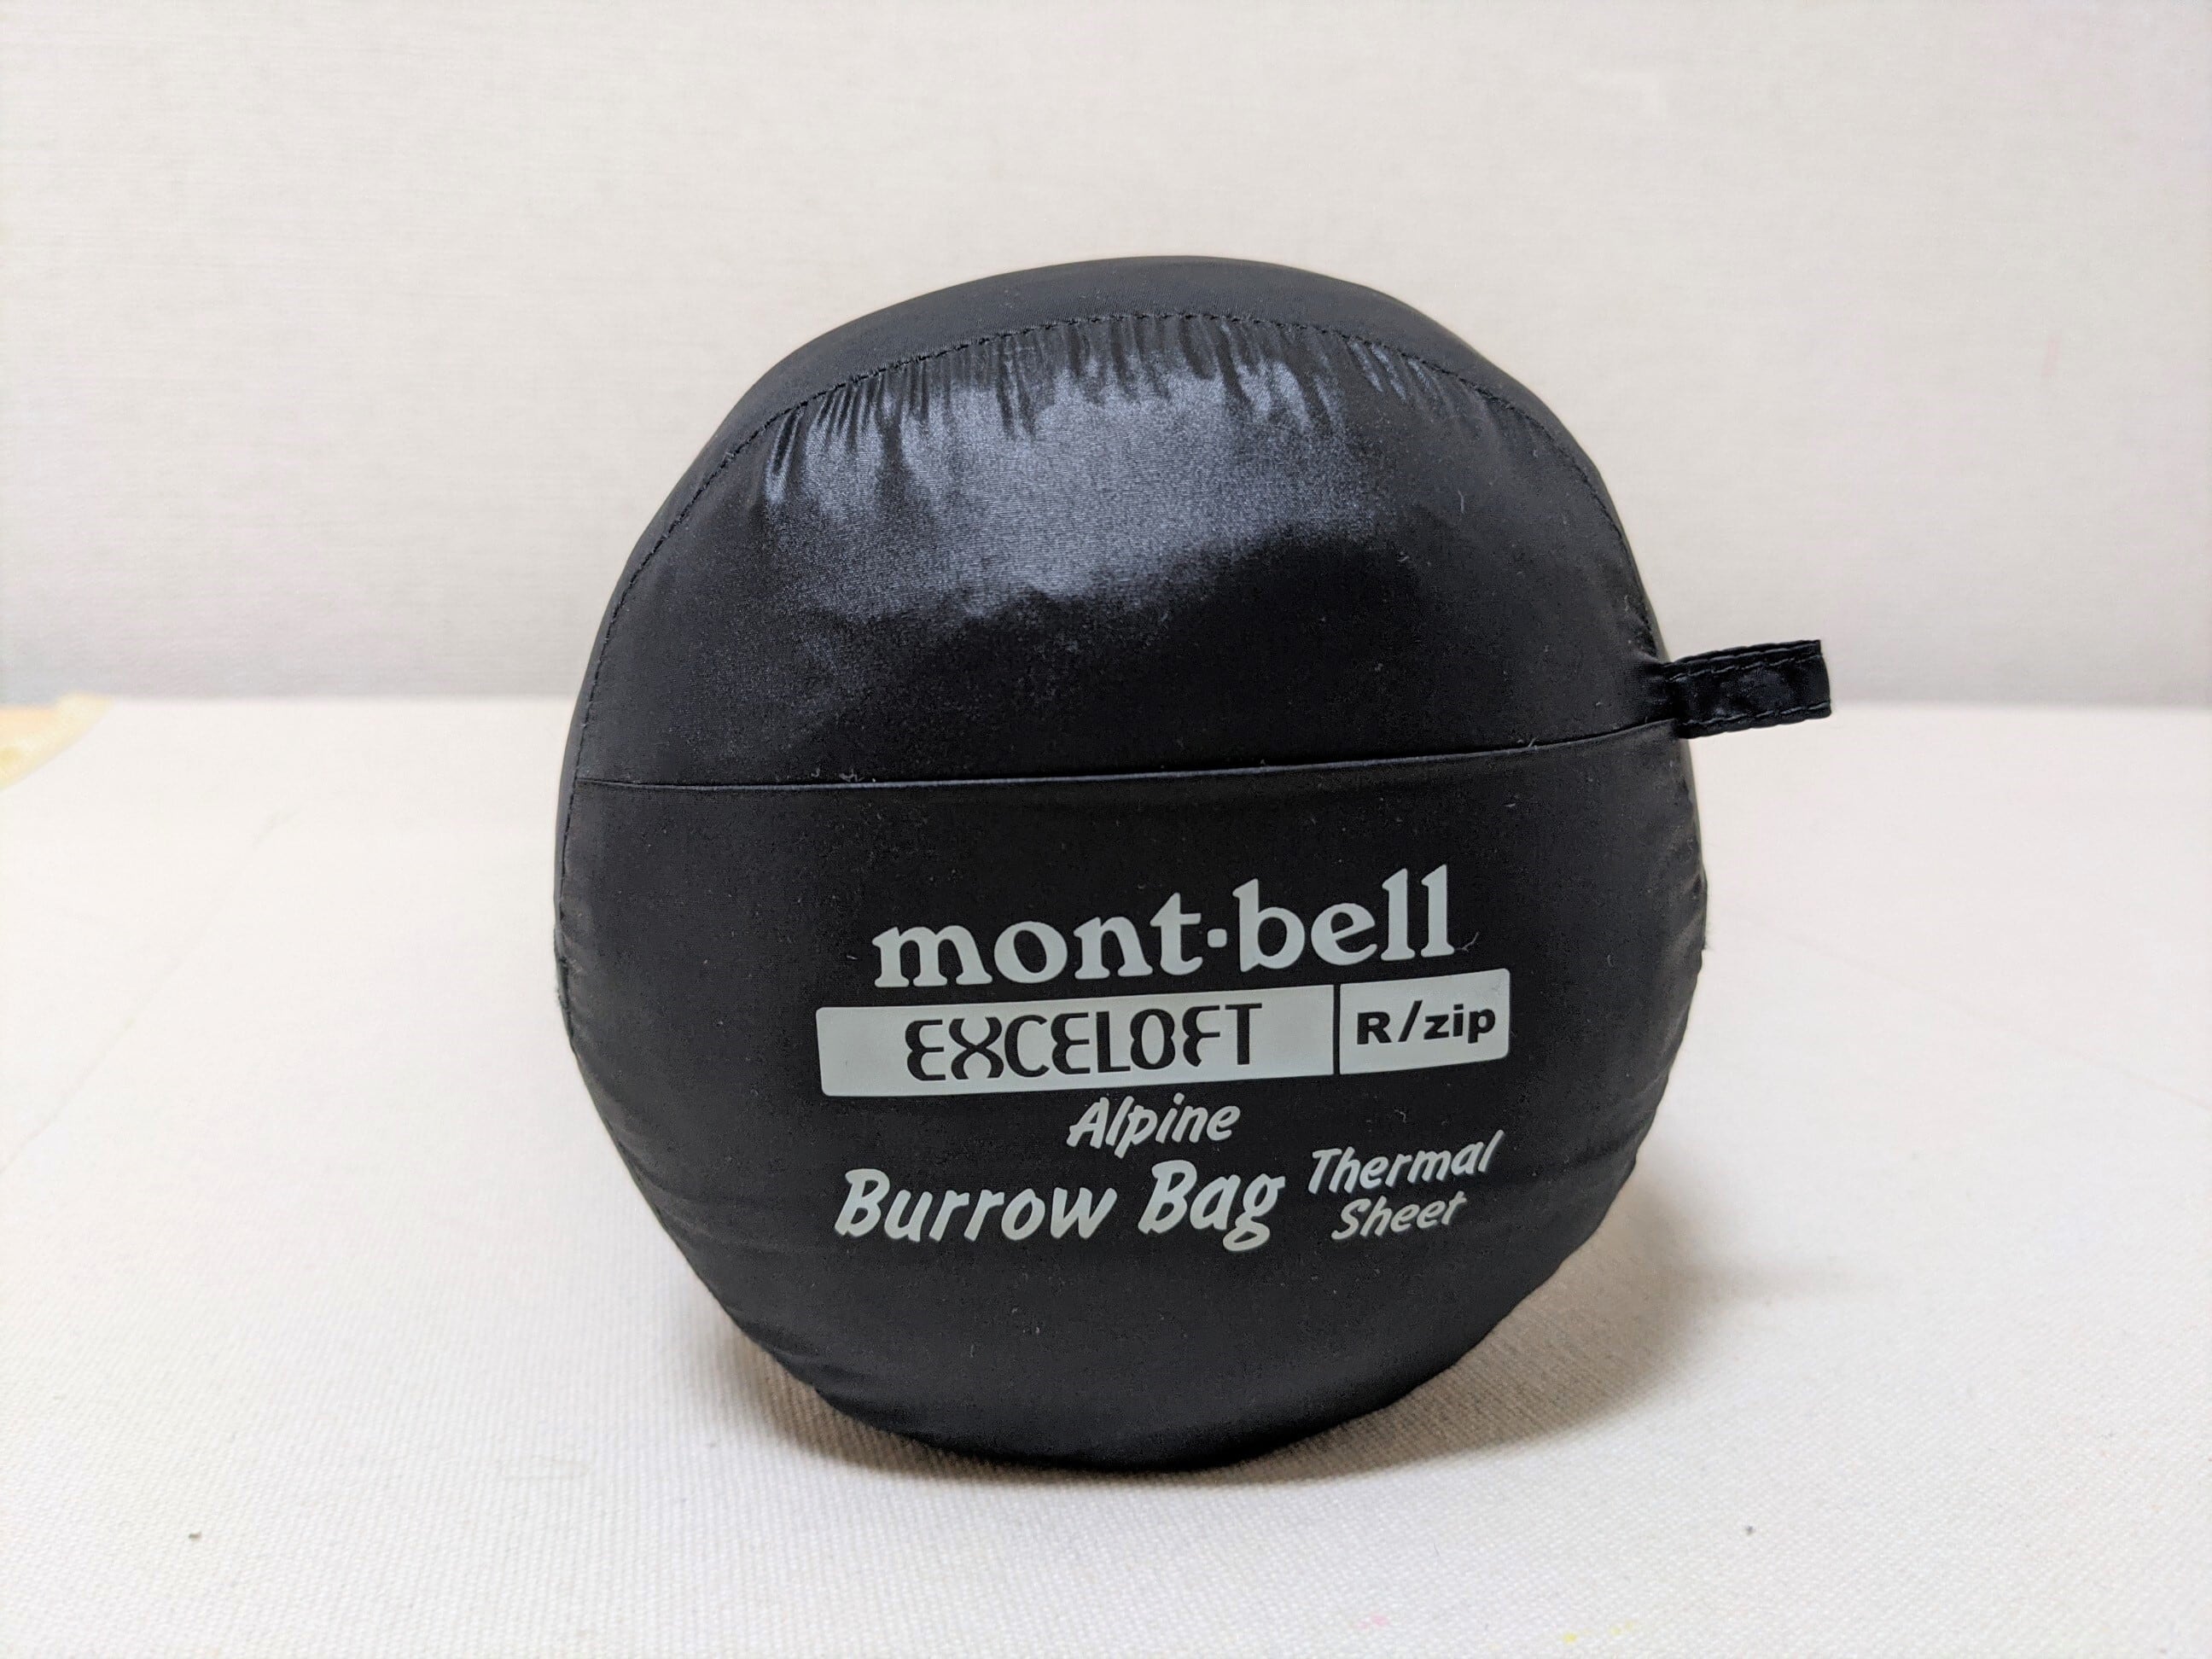 mont-bell
EXCELOFT R/zip
Alpine
Burrow Bag Thermal Sheet